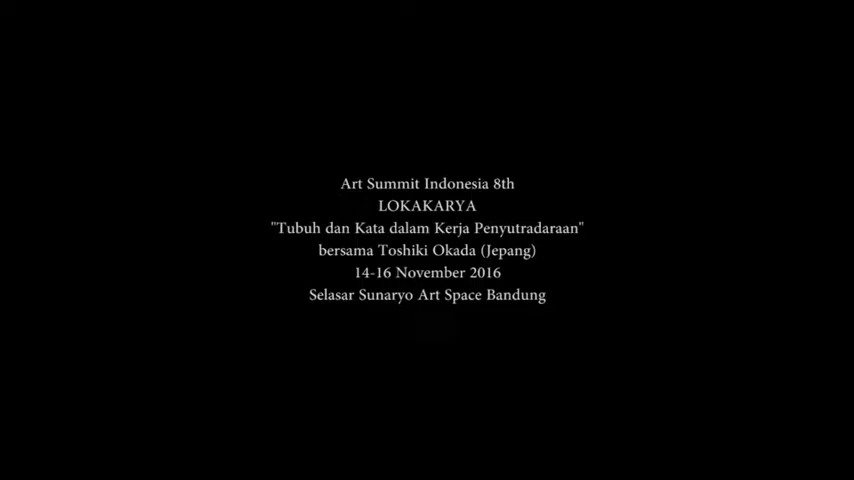 Art Summit Indonesia 8th
LOKAKARYA
"Tubuh dan Kata dalam Kerja Penyutradaraan"
bersama Toshiki Okada (Jepang)
14-16 November 2016
Selasar Sunaryo Art Space Bandung